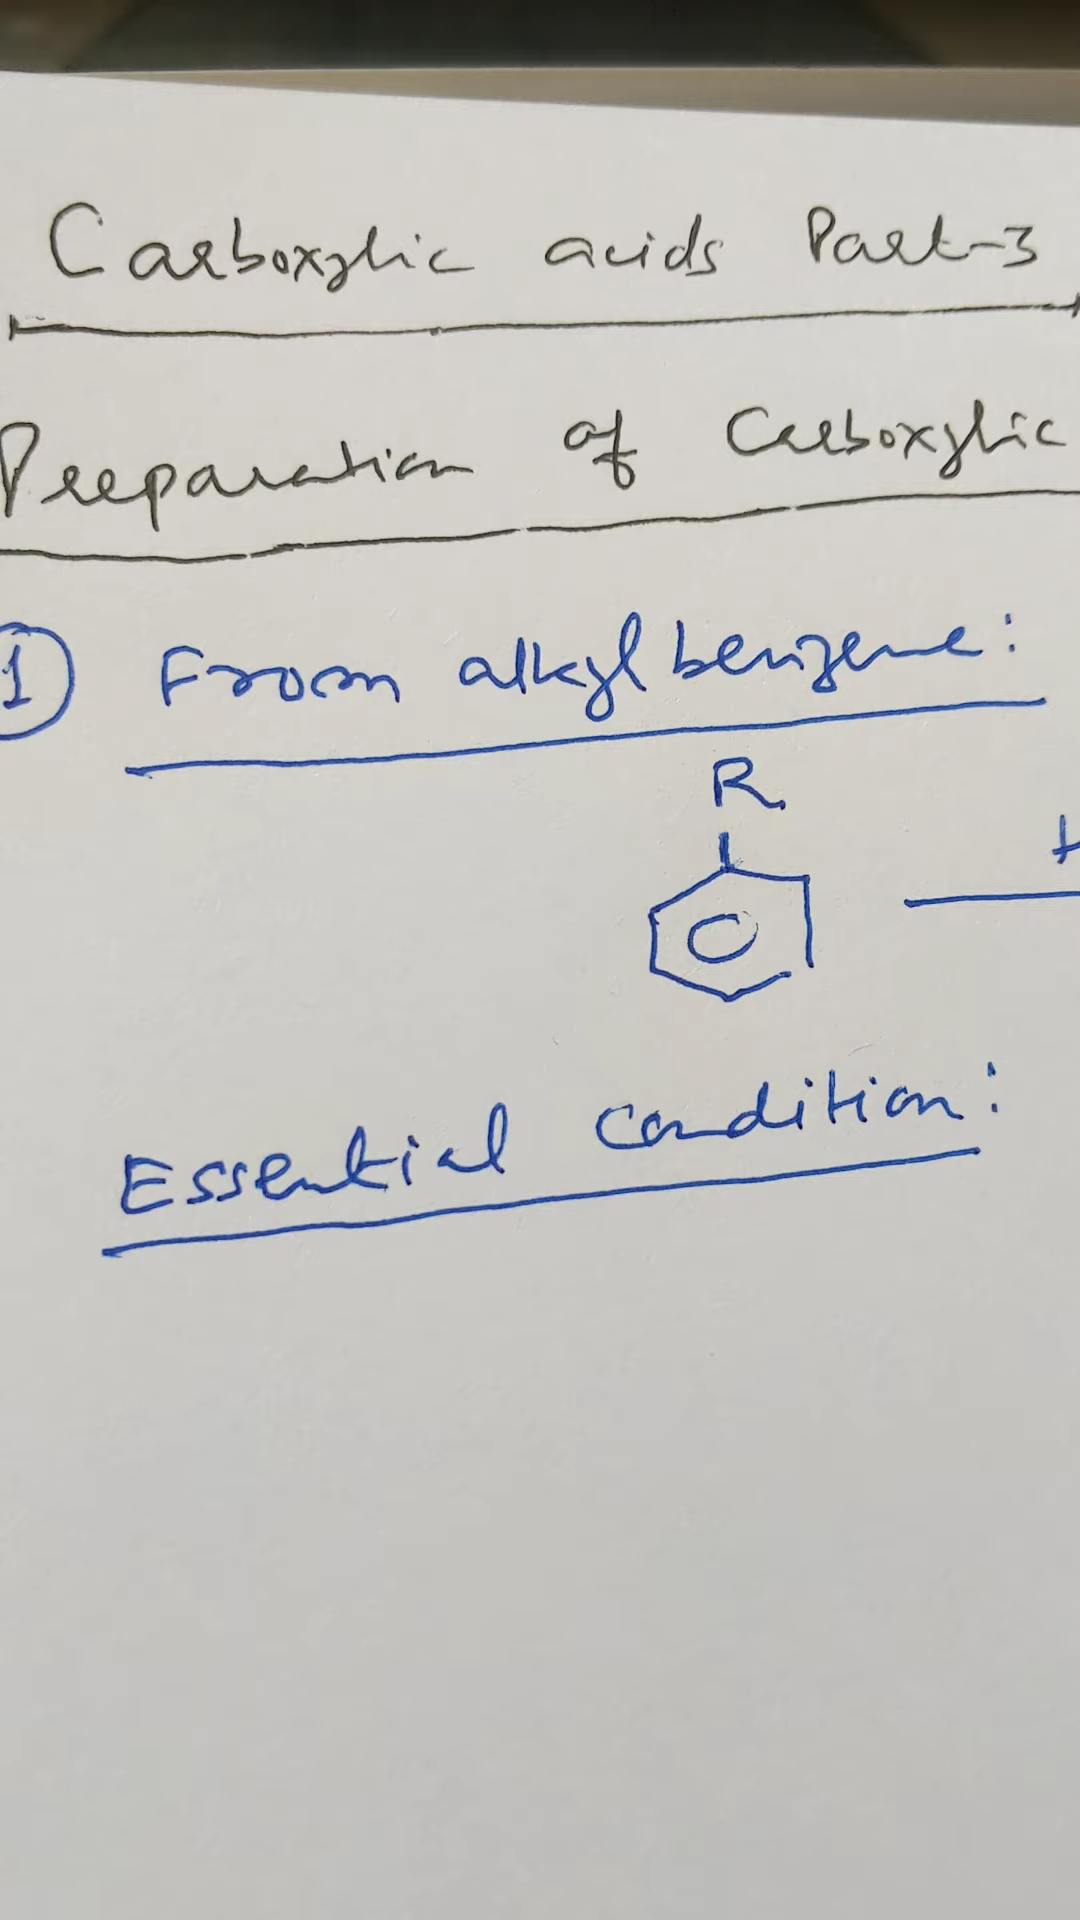 Carboxylic acids Part-3
Preparation of Carboxylic
1 From alkyl benzene:
R
Essential condition: